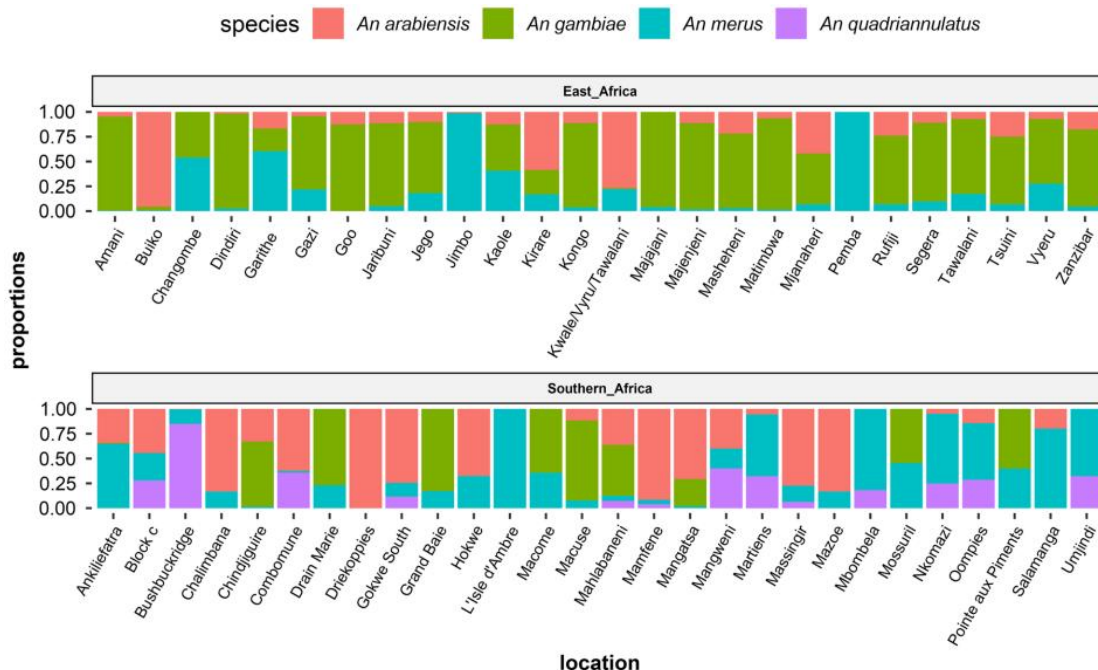 species An arabiensis An gambiae An merus An quadriannulatus
East_Africa
1.00
0.75
0.50
0.25
0.00
Amani Buiko Changombe Dindiri Garithe Gazi Goo Jaribuni Jego Jimbo Kaole Kirare Kongo Kwale/Vyru/Tawalani Majajani Majenjeni Masheheni Matimbwa Mjanaheri Pemba Rufiji Segera Tawalani Tsuini Vyeru Zanzibar
proportions
Southern_Africa
1.00
0.75
0.50
0.25
0.00
Ankiliefatra Block c Bushbuckridge Chalimbana Chindjiguire Combomune Drain Marie Driekoppies Gokwe South Grand Baie Hokwe L'Isle d'Ambre Macome Macuse Mahlabaneni Mamfene Mangatsa Mangweni Martiens Massingir Mazoe Mbombela Mossuril Nkomazi Oompies Pointe aux Piments Salamanga Umjindi
location